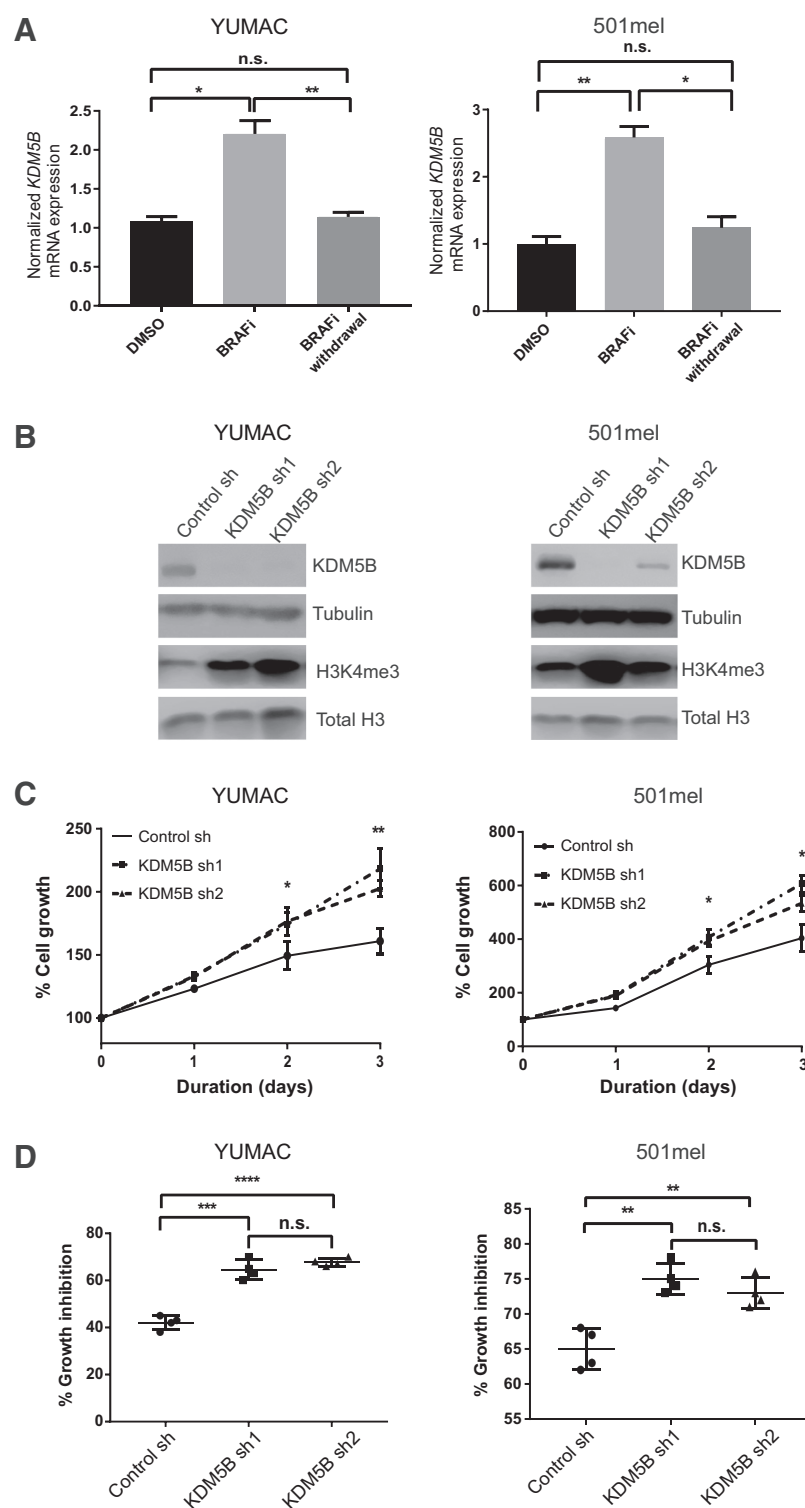 A
YUMAC
n.s.
*
**
Normalized KDM5B
mRNA expression
2.5
2.0
1.5
1.0
0.5
0.0
DMSO
BRAFi
BRAFi
withdrawal
501mel
n.s.
**
*
Normalized KDM5B
mRNA expression
3
2
1
0
DMSO
BRAFi
BRAFi
withdrawal
B
YUMAC
Control sh
KDM5B sh1
KDM5B sh2
KDM5B
Tubulin
H3K4me3
Total H3
501mel
Control sh
KDM5B sh1
KDM5B sh2
KDM5B
Tubulin
H3K4me3
Total H3
C
YUMAC
Control sh
KDM5B sh1
KDM5B sh2
*
**
% Cell growth
250
200
150
100
0
1
2
3
Duration (days)
501mel
Control sh
KDM5B sh1
KDM5B sh2
*
*
% Cell growth
800
600
400
200
0
0
1
2
3
Duration (days)
D
YUMAC
****
***
n.s.
% Growth inhibition
80
60
40
20
0
Control sh
KDM5B sh1
KDM5B sh2
501mel
**
**
n.s.
% Growth inhibition
85
80
75
70
65
60
55
Control sh
KDM5B sh1
KDM5B sh2